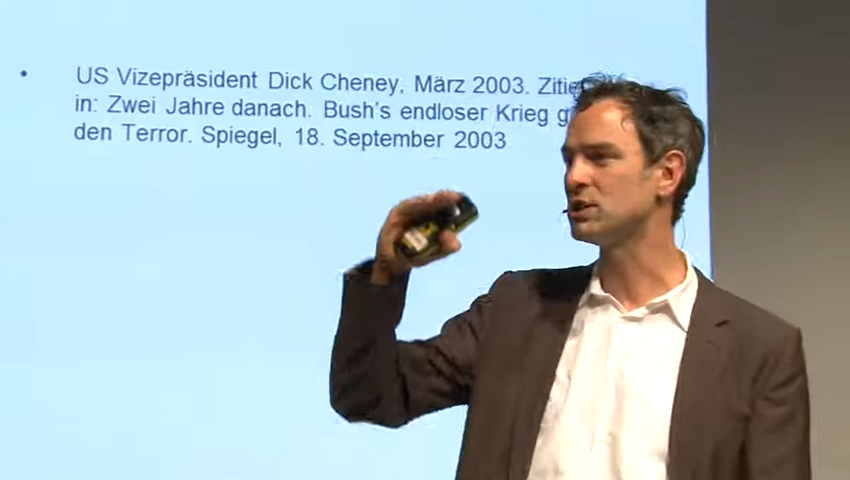 US Vizepräsident Dick Cheney, März 2003.
in: Zwei Jahre danach. Bush's endloser Krieg
den Terror. Spiegel, 18. September 2003